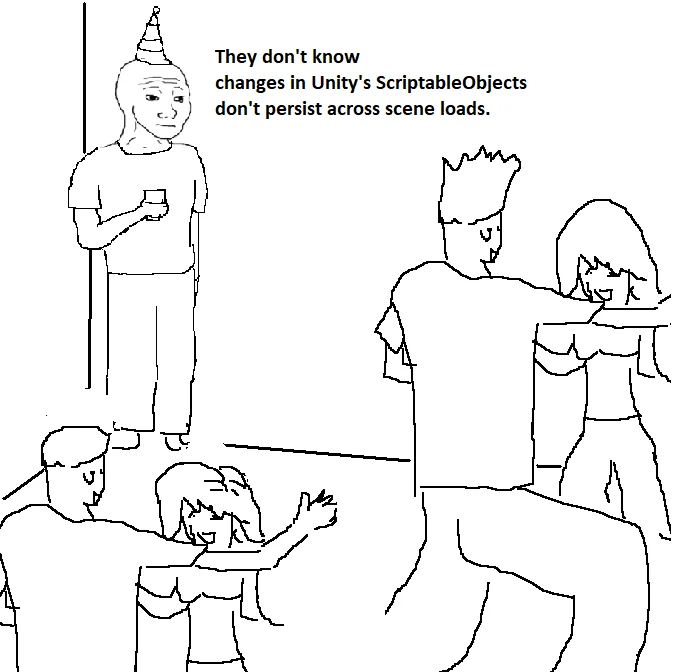 They don't know
changes in Unity's ScriptableObjects
don't persist across scene loads.